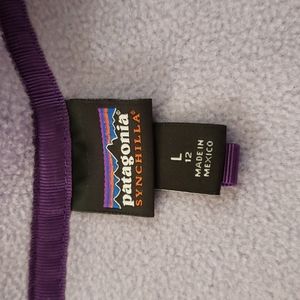 patagonia
SYNCHILLA®
L
12
MADE IN
MEXICO